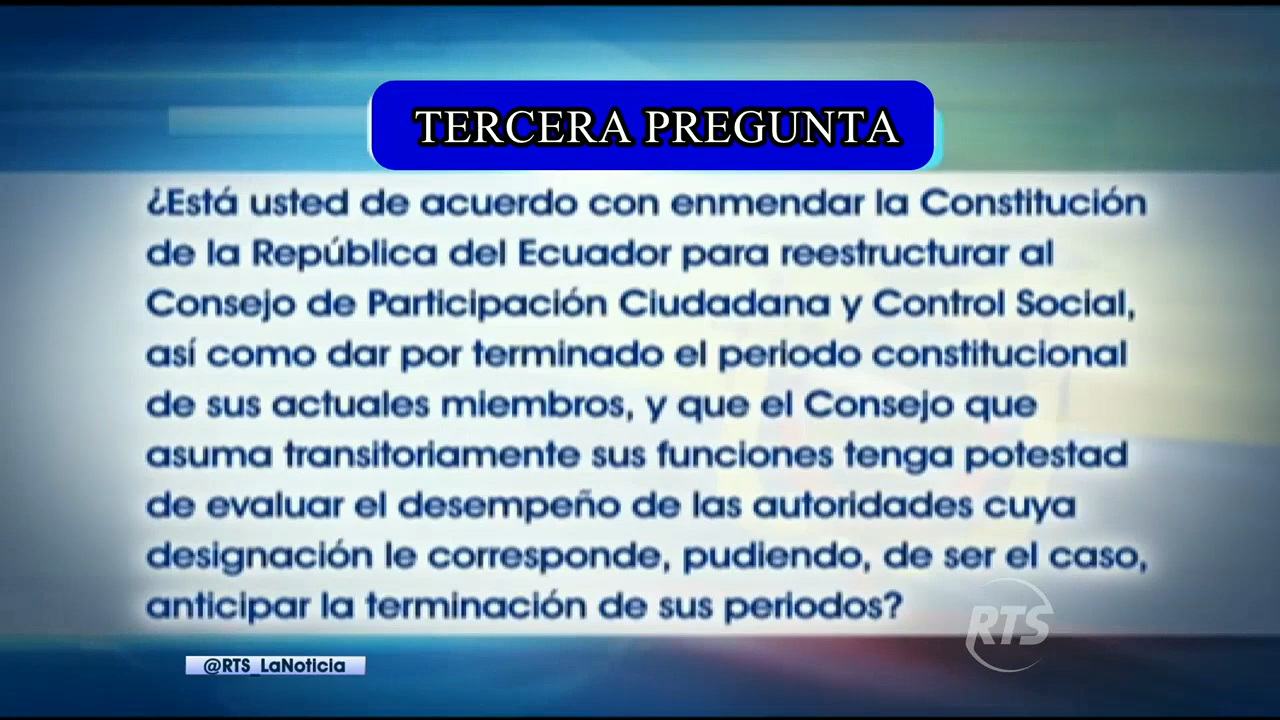 TERCERA PREGUNTA
¿Está usted de acuerdo con enmendar la Constitución
de la República del Ecuador para reestructurar al
Consejo de Participación Ciudadana y Control Social,
así como dar por terminado el periodo constitucional
de sus actuales miembros, y que el Consejo que
asuma transitoriamente sus funciones tenga potestad
de evaluar el desempeño de las autoridades cuya
designación le corresponde, pudiendo, de ser el caso,
anticipar la terminación de sus periodos?
RTS
@RTS_LaNoticia